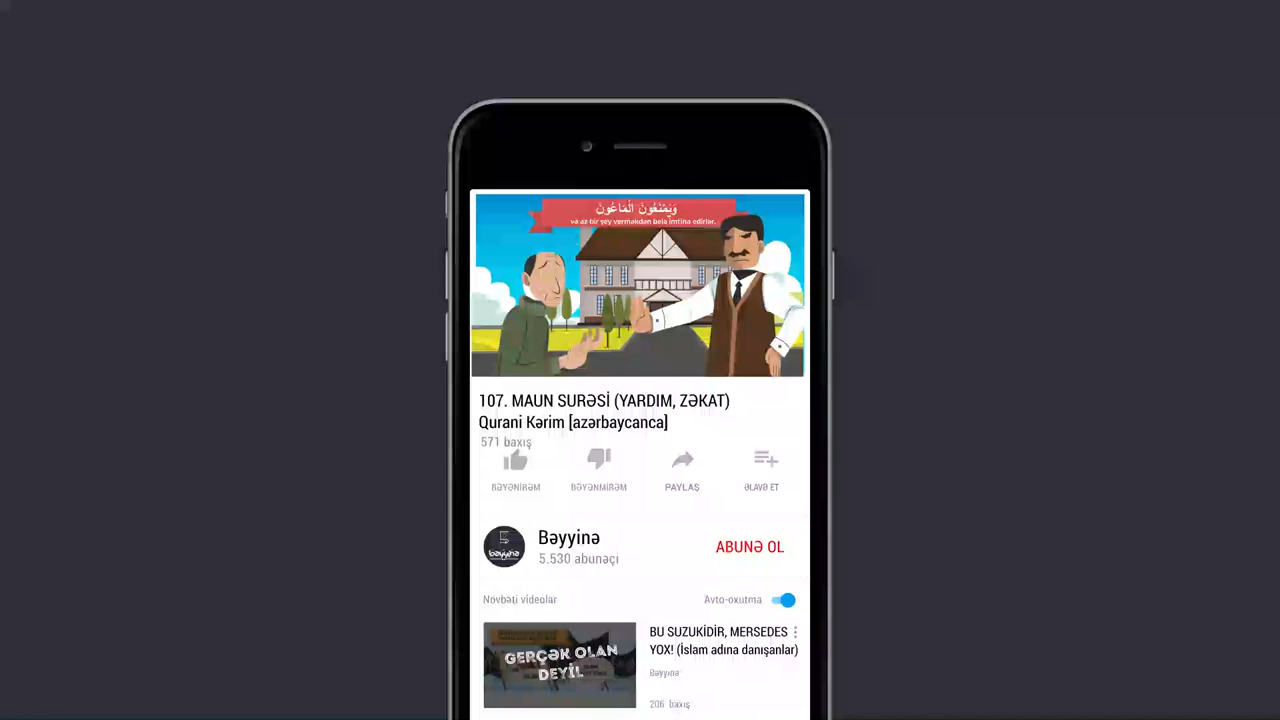 وَيَمْنَعُونَ الْمَاعُونَ
və az bir şey verməkdən belə imtina edirlər.
107. MAUN SURƏSİ (YARDIM, ZƏKAT)
Qurani Kərim [azərbaycanca]
571 baxış
BƏYƏNİRƏM BƏYƏNMİRƏM PAYLAŞ ƏLAVƏ ET
bəyyinə
Bəyyinə
5.530 abunəçi
ABUNƏ OL
Növbəti videolar
Avto-oxutma
GERÇƏK OLAN
DEYİL
BU SUZUKİDİR, MERSEDES
YOX! (İslam adına danışanlar)
Bəyyinə
206 baxış